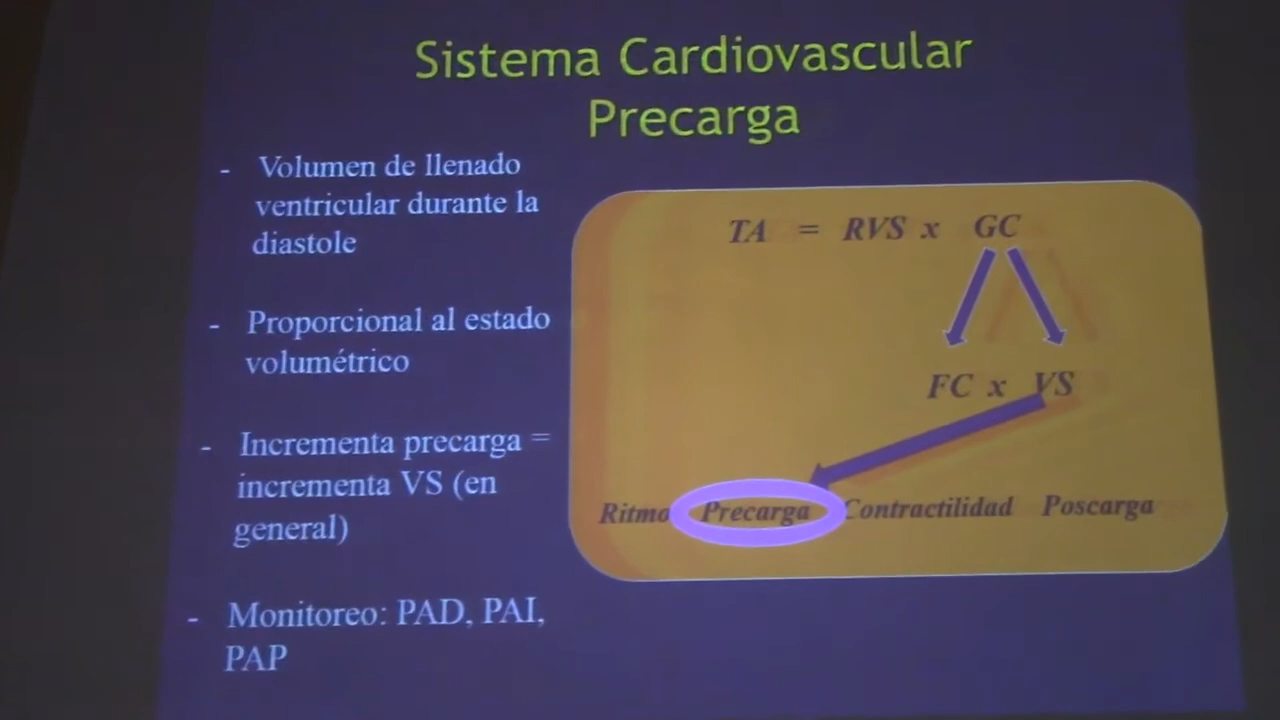 Sistema Cardiovascular
Precarga
- Volumen de llenado
ventricular durante la
diastole
- Proporcional al estado
volumétrico
- Incrementa precarga =
incrementa VS (en
general)
- Monitoreo: PAD, PAI,
PAP
TA = RVS x GC
FC x VS
Ritmo Precarga Contractilidad Poscarga